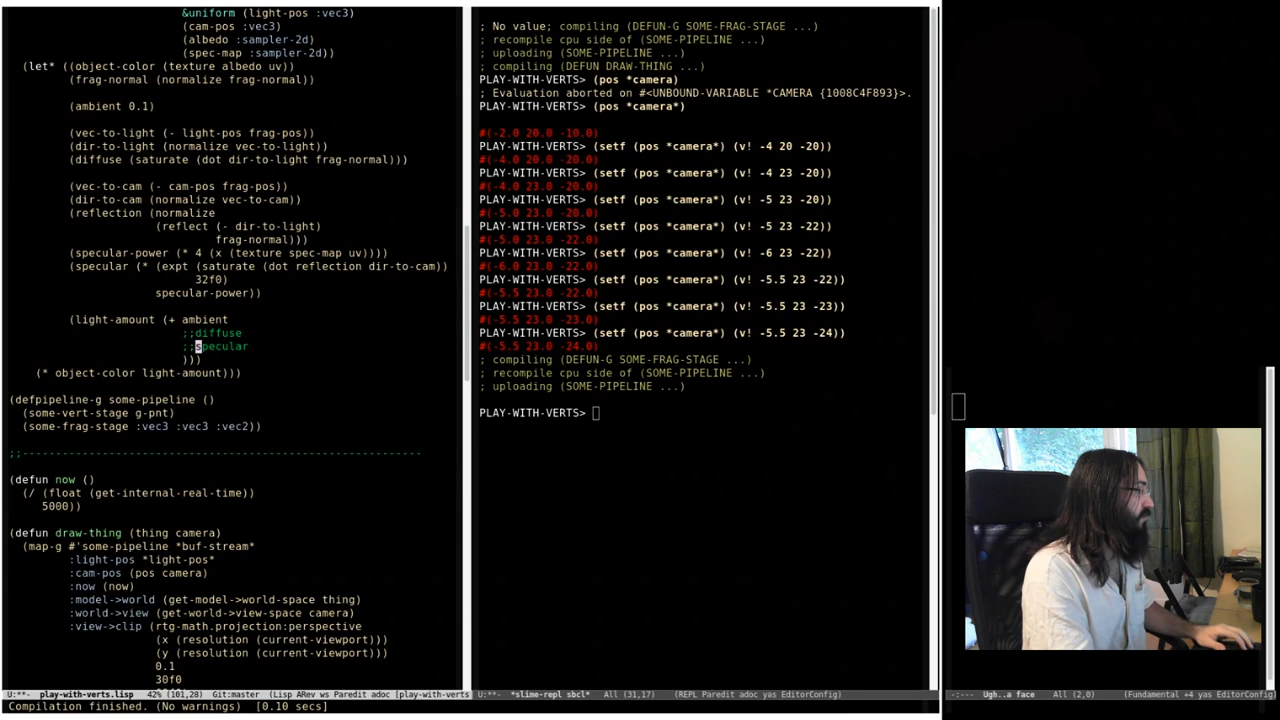 &uniform (light-pos :vec3)
(cam-pos :vec3)
(albedo :sampler-2d)
(spec-map :sampler-2d))
(let* ((object-color (texture albedo uv))
(frag-normal (normalize frag-normal))
(ambient 0.1)
(vec-to-light (- light-pos frag-pos))
(dir-to-light (normalize vec-to-light))
(diffuse (saturate (dot dir-to-light frag-normal)))
(vec-to-cam (- cam-pos frag-pos))
(dir-to-cam (normalize vec-to-cam))
(reflection (normalize
(reflect (- dir-to-light)
frag-normal)))
(specular-power (* 4 (x (texture spec-map uv))))
(specular (* (expt (saturate (dot reflection dir-to-cam))
32f0)
specular-power))
(light-amount (+ ambient
;;diffuse
;;specular
)))
(* object-color light-amount)))
(defpipeline-g some-pipeline ()
(some-vert-stage g-pnt)
(some-frag-stage :vec3 :vec3 :vec2))
;;-------------------------------------------------------
(defun now ()
(/ (float (get-internal-real-time))
5000))
(defun draw-thing (thing camera)
(map-g #'some-pipeline *buf-stream*
:light-pos *light-pos*
:cam-pos (pos camera)
:now (now)
:model->world (get-model->world-space thing)
:world->view (get-world->view-space camera)
:view->clip (rtg-math.projection:perspective
(x (resolution (current-viewport)))
(y (resolution (current-viewport)))
0.1
30f0
U:**- play-with-verts.lisp 42% (101,28) Git:master (Lisp ARev ws Paredit adoc [play-with-verts
Compilation finished. (No warnings) [0.10 secs]
; No value; compiling (DEFUN-G SOME-FRAG-STAGE ...)
; recompile cpu side of (SOME-PIPELINE ...)
; uploading (SOME-PIPELINE ...)
; compiling (DEFUN DRAW-THING ...)
PLAY-WITH-VERTS> (pos *camera)
; Evaluation aborted on #<UNBOUND-VARIABLE *CAMERA {1008C4F893}>.
PLAY-WITH-VERTS> (pos *camera*)
#(-2.0 20.0 -10.0)
PLAY-WITH-VERTS> (setf (pos *camera*) (v! -4 20 -20))
#(-4.0 20.0 -20.0)
PLAY-WITH-VERTS> (setf (pos *camera*) (v! -4 23 -20))
#(-4.0 23.0 -20.0)
PLAY-WITH-VERTS> (setf (pos *camera*) (v! -5 23 -20))
#(-5.0 23.0 -20.0)
PLAY-WITH-VERTS> (setf (pos *camera*) (v! -5 23 -22))
#(-5.0 23.0 -22.0)
PLAY-WITH-VERTS> (setf (pos *camera*) (v! -6 23 -22))
#(-6.0 23.0 -22.0)
PLAY-WITH-VERTS> (setf (pos *camera*) (v! -5.5 23 -22))
#(-5.5 23.0 -22.0)
PLAY-WITH-VERTS> (setf (pos *camera*) (v! -5.5 23 -23))
#(-5.5 23.0 -23.0)
PLAY-WITH-VERTS> (setf (pos *camera*) (v! -5.5 23 -24))
#(-5.5 23.0 -24.0)
; compiling (DEFUN-G SOME-FRAG-STAGE ...)
; recompile cpu side of (SOME-PIPELINE ...)
; uploading (SOME-PIPELINE ...)
PLAY-WITH-VERTS>
U:**- *slime-repl sbcl* All (31,17) (REPL Paredit adoc yas EditorConfig)
-:--- Ugh..a face All (2,0) (Fundamental +4 yas EditorConfig)